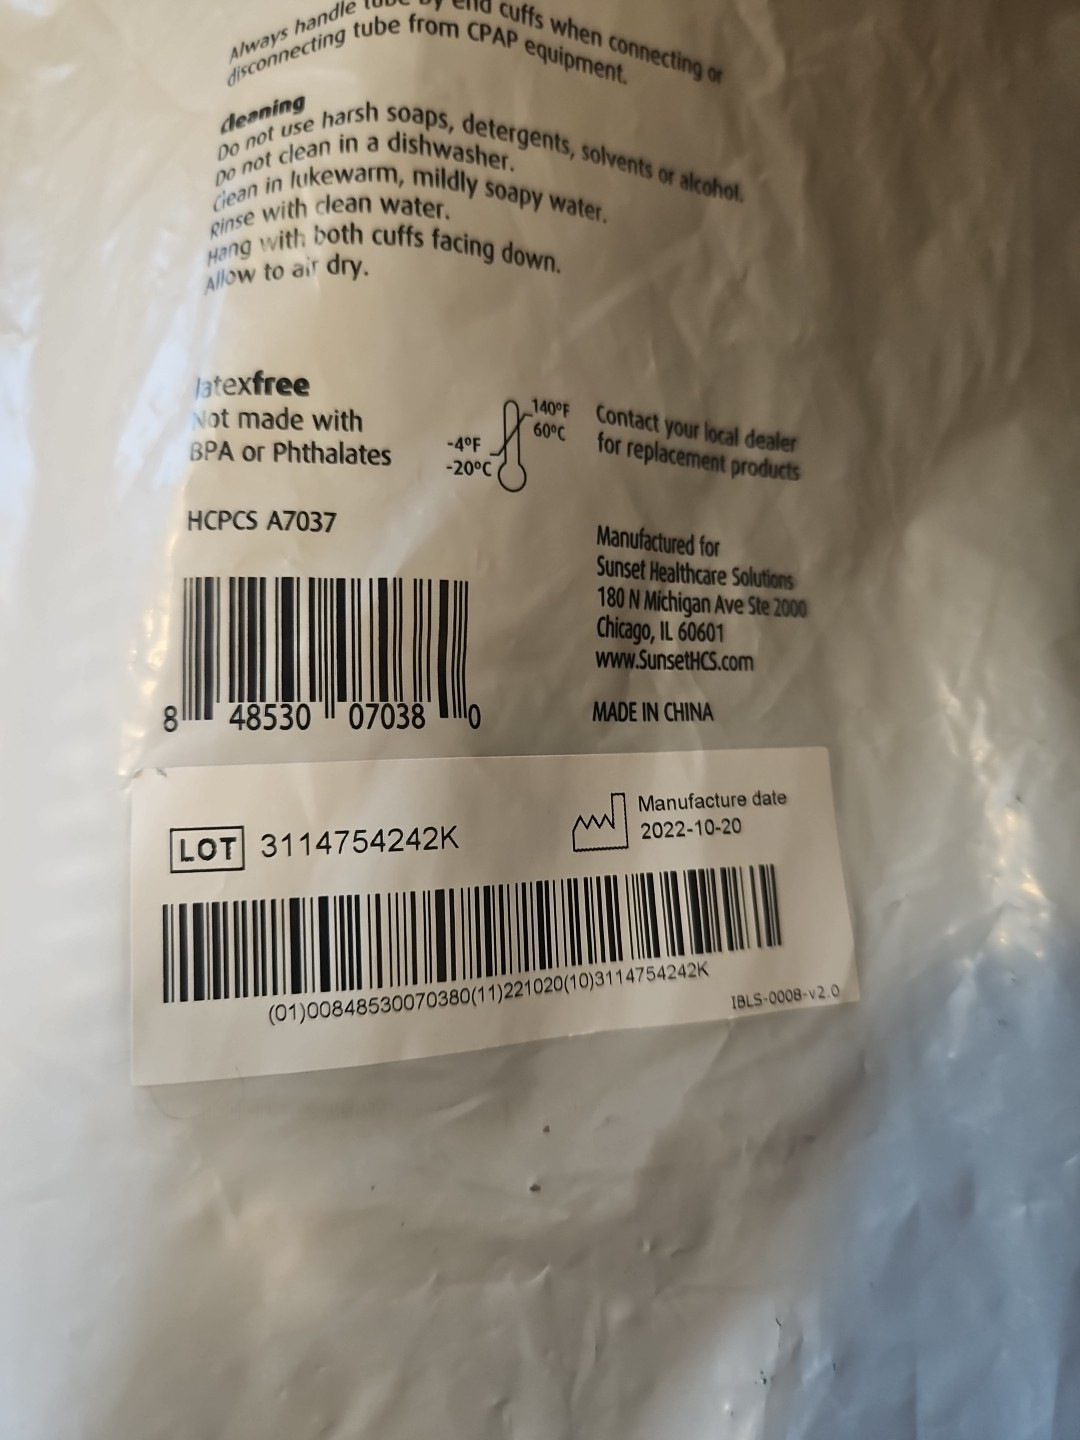 Always handle tube by end cuffs when connecting or
disconnecting tube from CPAP equipment.
cleaning
Do not use harsh soaps, detergents, solvents or alcohol.
Do not clean in a dishwasher.
Clean in lukewarm, mildly soapy water.
Rinse with clean water.
Hang with both cuffs facing down.
Allow to air dry.
latexfree
Not made with
BPA or Phthalates
-4°F
-20°C
140°F
60°C
Contact your local dealer
for replacement products
HCPCS A7037
8 48530 07038 0
Manufactured for
Sunset Healthcare Solutions
180 N Michigan Ave Ste 2000
Chicago, IL 60601
www.SunsetHCS.com
MADE IN CHINA
LOT 3114754242K
Manufacture date
2022-10-20
(01)00848530070380(11)221020(10)3114754242K
IBLS-0008-v2.0